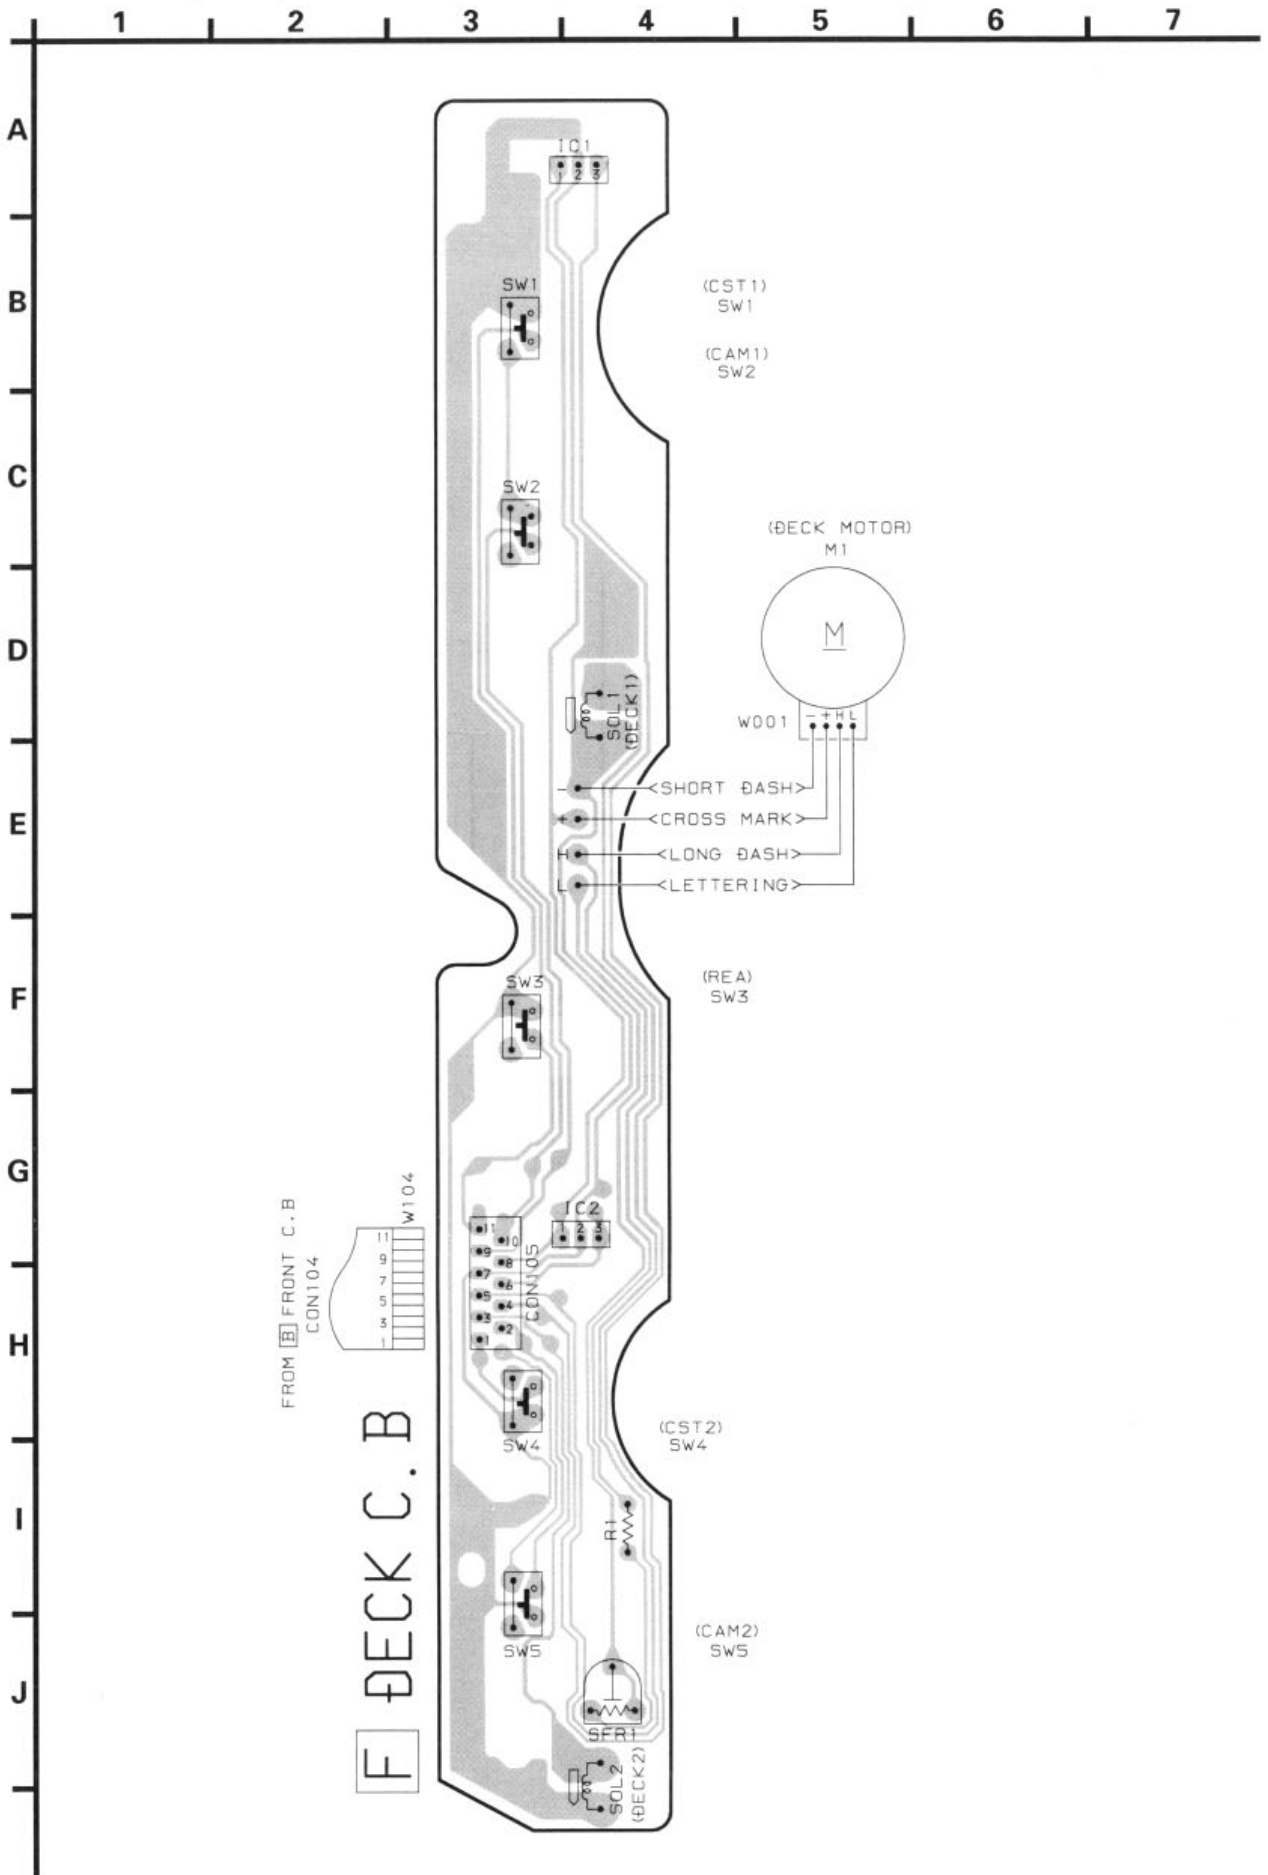 1 2 3 4 5 6 7
A
IC1
1 2 3
B
SW1
(CST1)
SW1
(CAM1)
SW2
C
SW2
(DECK MOTOR)
M1
D
M
SOL1
(DECK1)
W001
- + H L
E
- <SHORT DASH>
+ <CROSS MARK>
H <LONG DASH>
L <LETTERING>
F
SW3
(REA)
SW3
G
W104
IC2
1 2 3
FROM B FRONT C.B
CON104
11
9
7
5
3
1
11
10
9
8
7
6
5
4
3
2
1
CON105
H
SW4
(CST2)
SW4
I
R1
F DECK C.B
SW5
(CAM2)
SW5
J
SFR1
SOL2
(DECK2)